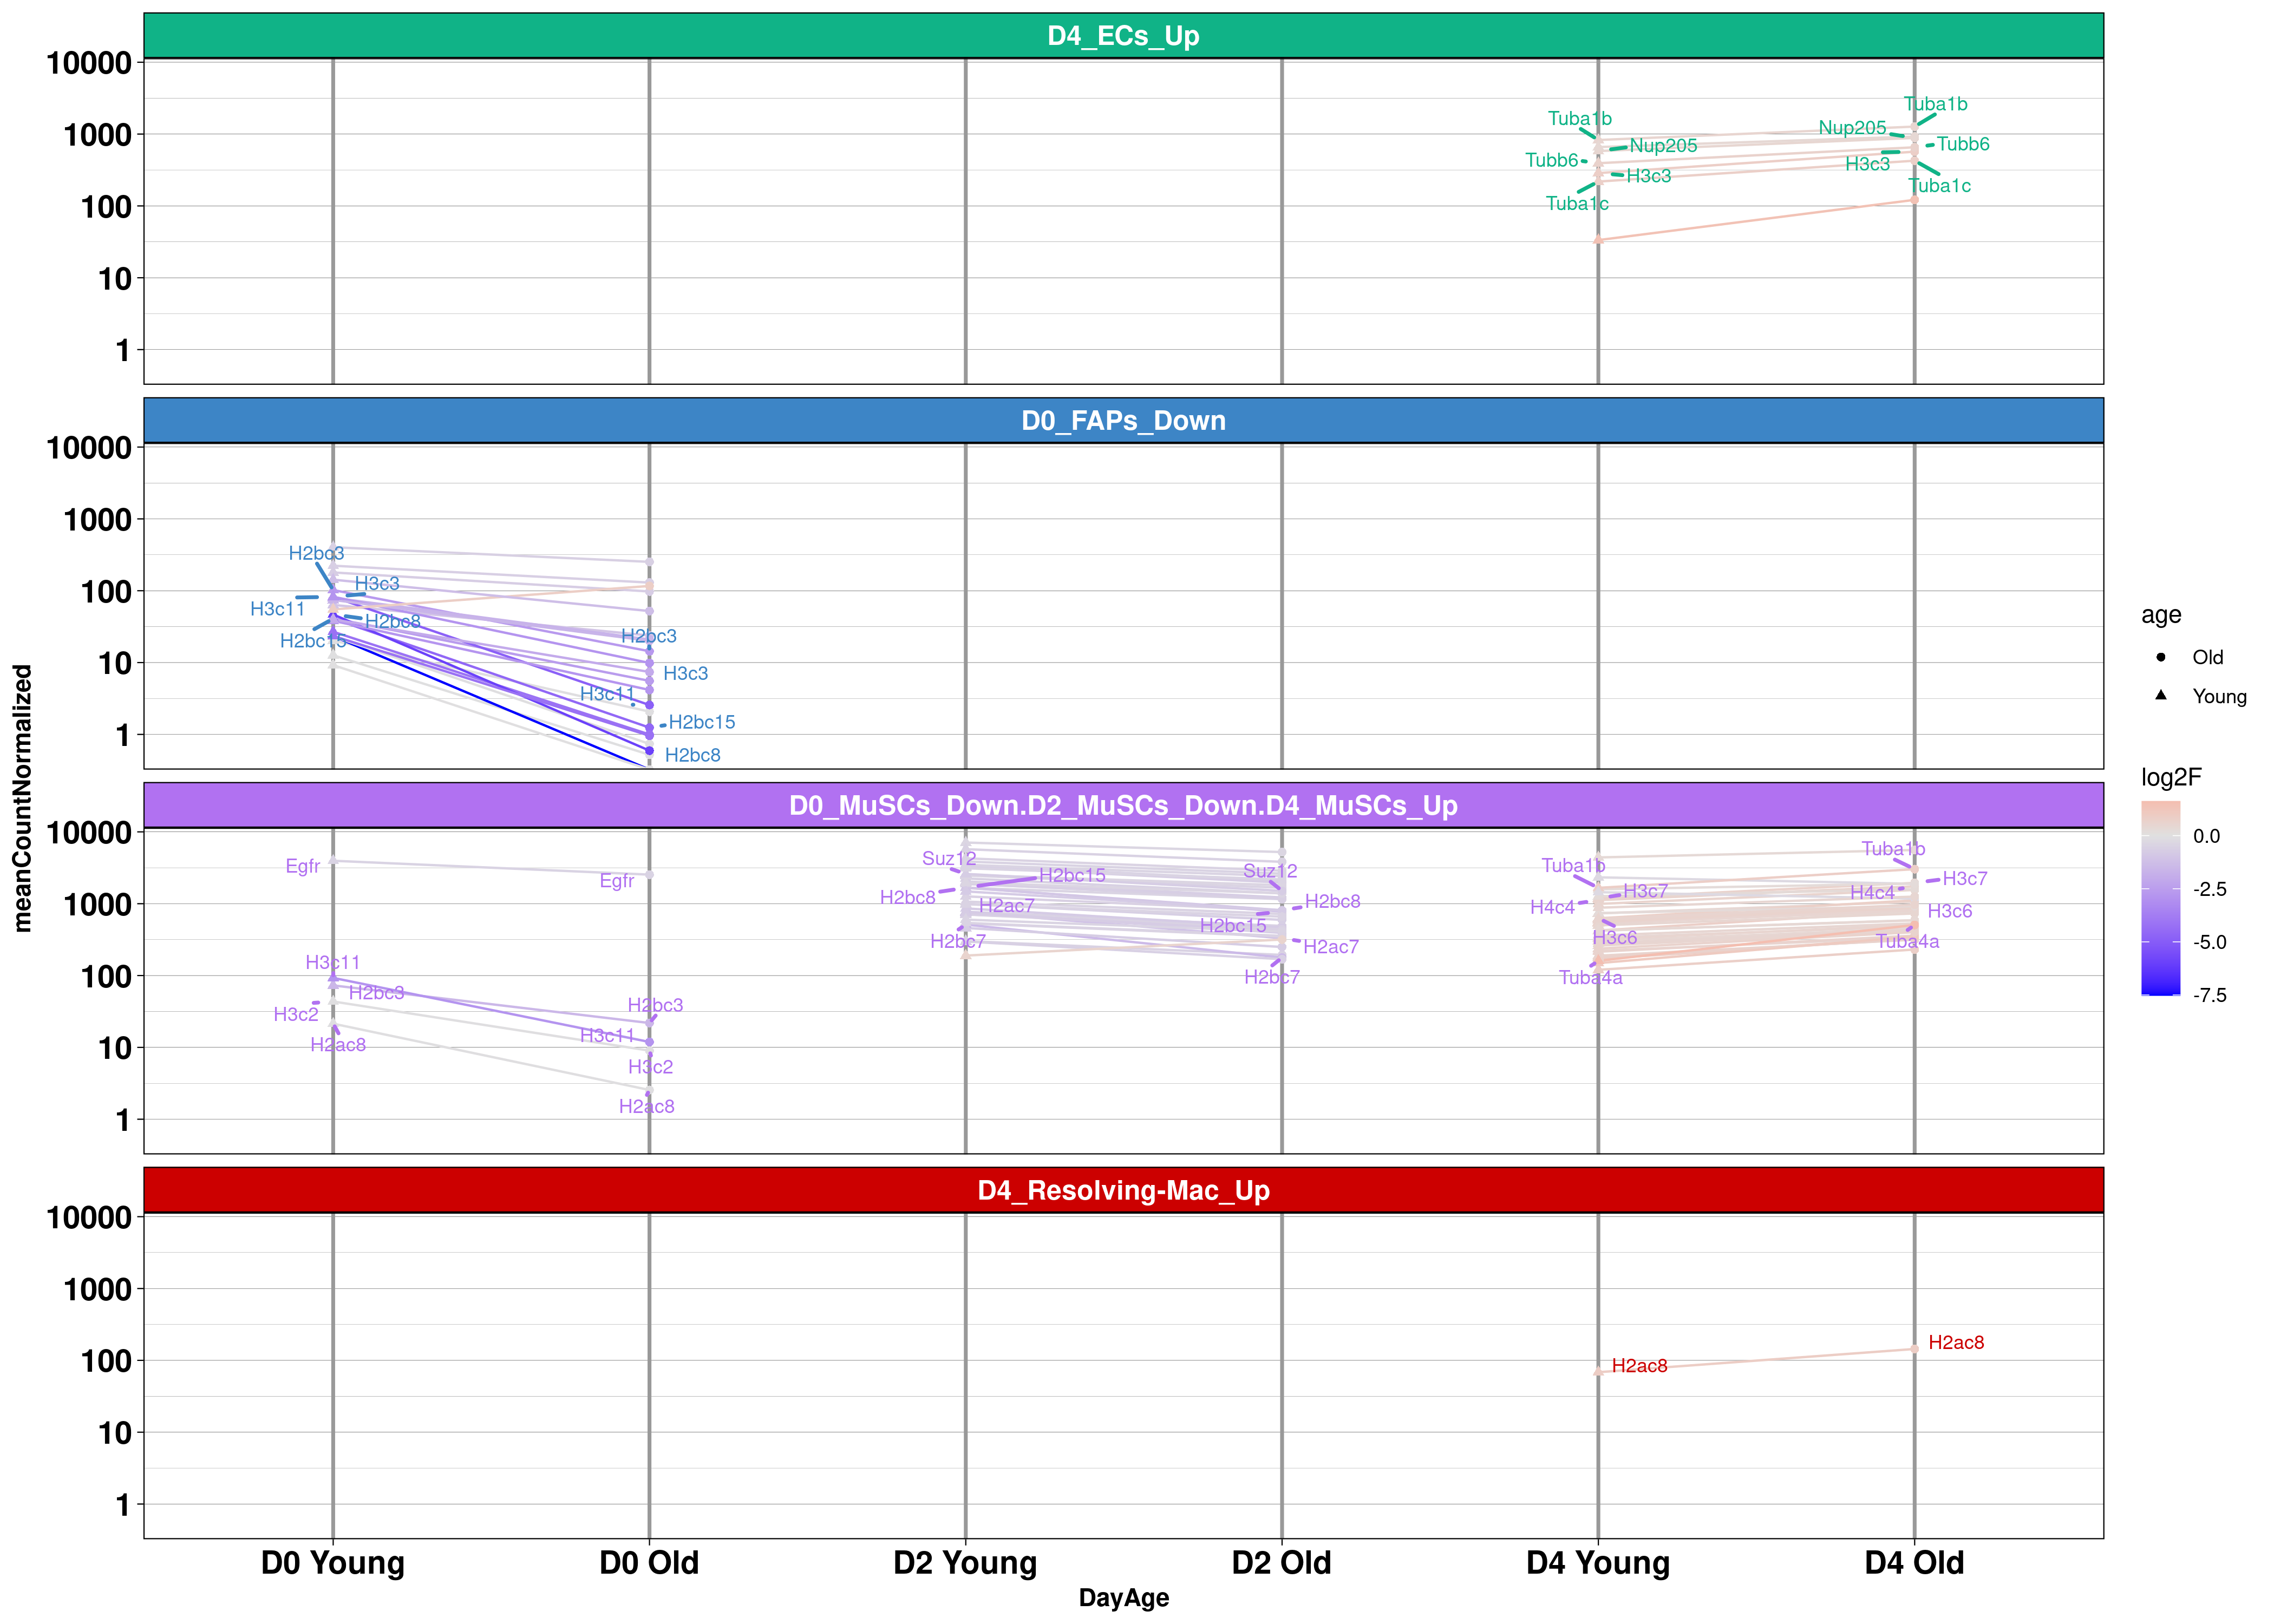 D4_ECs_Up
10000
1000
100
10
1
Tuba1b
Nup205
Tubb6
H3c3
Tuba1c
Tuba1b
Nup205
Tubb6
H3c3
Tuba1c
D0_FAPs_Down
10000
1000
100
10
1
H2bc3
H3c3
H3c11
H2bc8
H2bc15
H2bc3
H3c3
H3c11
H2bc15
H2bc8
D0_MuSCs_Down.D2_MuSCs_Down.D4_MuSCs_Up
10000
1000
100
10
1
Egfr
Egfr
H3c11
H2bc3
H3c2
H2ac8
H2bc3
H3c11
H3c2
H2ac8
Suz12
H2bc15
H2bc8
H2ac7
H2bc7
Suz12
H2bc8
H2bc15
H2ac7
H2bc7
Tuba1b
H3c7
H4c4
H3c6
Tuba4a
Tuba1b
H3c7
H4c4
H3c6
Tuba4a
D4_Resolving-Mac_Up
10000
1000
100
10
1
H2ac8
H2ac8
D0 Young
D0 Old
D2 Young
D2 Old
D4 Young
D4 Old
DayAge
meanCountNormalized
age
Old
Young
log2F
0.0
-2.5
-5.0
-7.5